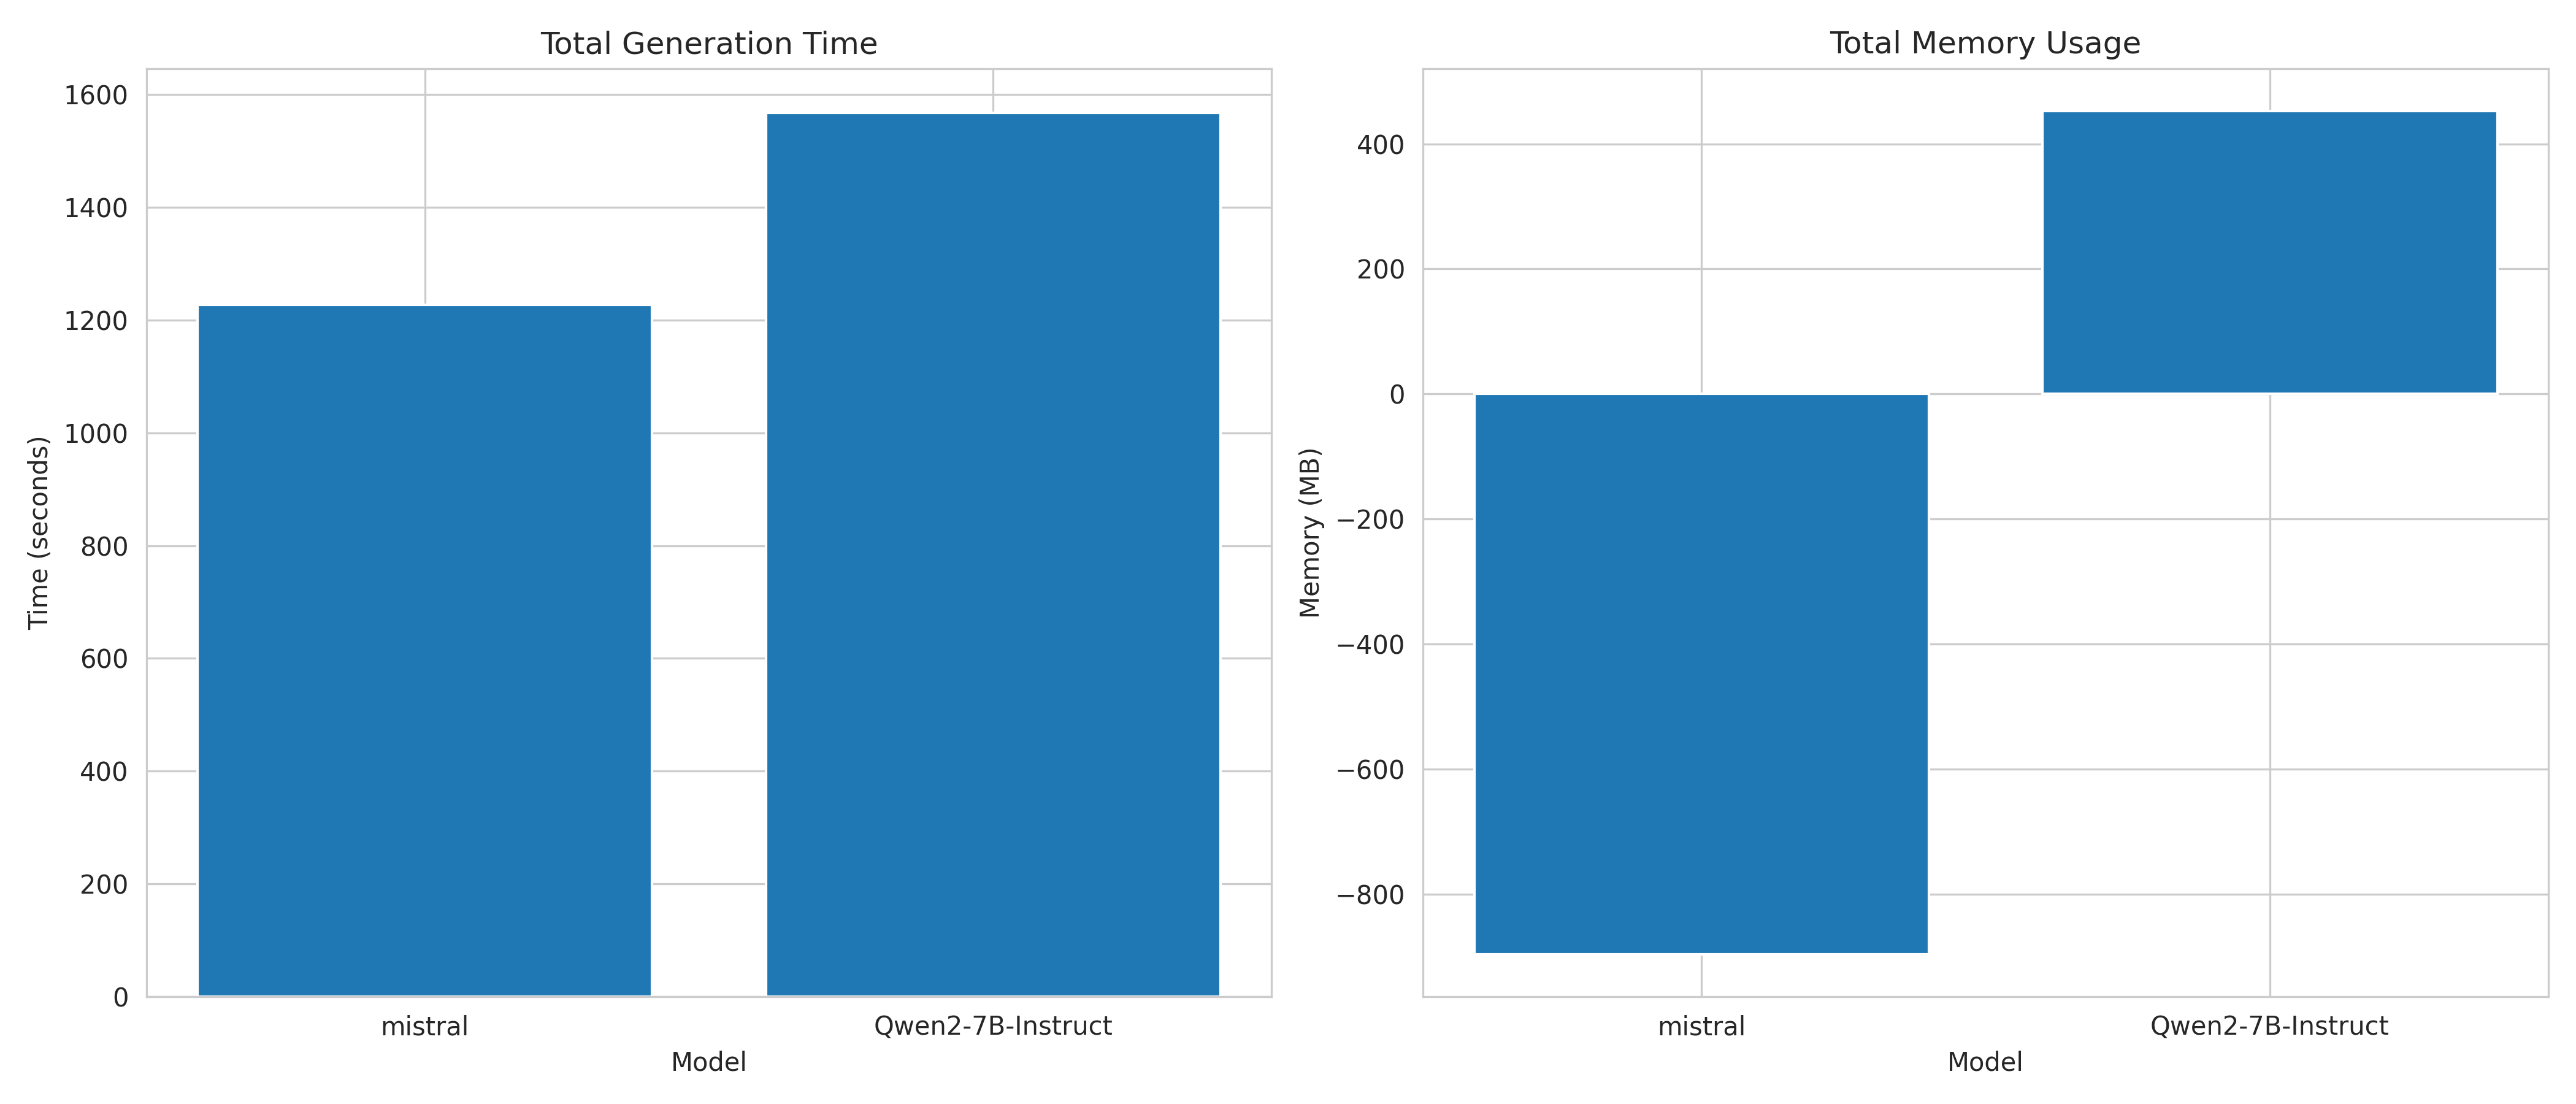 Total Generation Time
1600
1400
1200
1000
800
600
400
200
0
Time (seconds)
mistral
Qwen2-7B-Instruct
Model
Total Memory Usage
400
200
0
−200
−400
−600
−800
Memory (MB)
mistral
Qwen2-7B-Instruct
Model